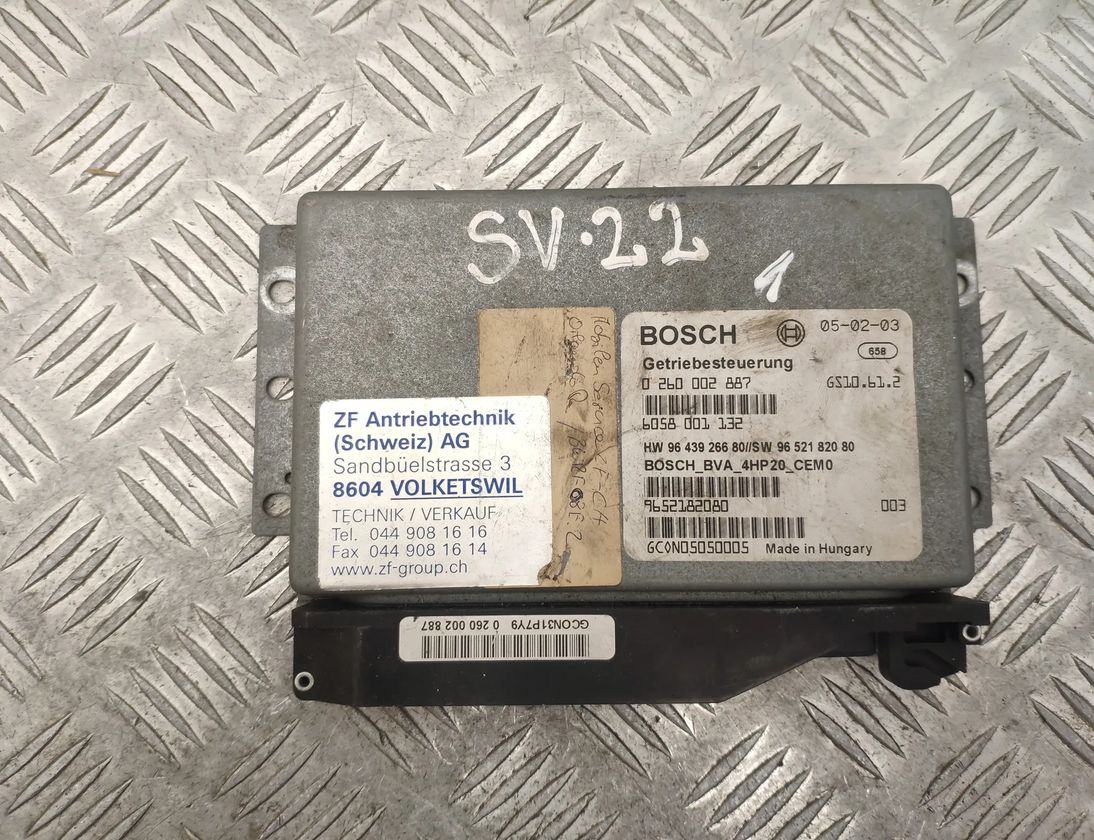 SV·22
1
BOSCH 05-02-03
658
Getriebesteuerung
0 260 002 887 GS10.61.2
6058 001 132
HW 96 439 266 80//SW 96 521 820 80
BOSCH_BVA_4HP20_CEM0
9652182080 003
GCON05050005 Made in Hungary
ZF Antriebtechnik
(Schweiz) AG
Sandbüelstrasse 3
8604 VOLKETSWIL
TECHNIK / VERKAUF
Tel. 044 908 16 16
Fax 044 908 16 14
www.zf-group.ch
GCON31P7Y9 0 260 002 887